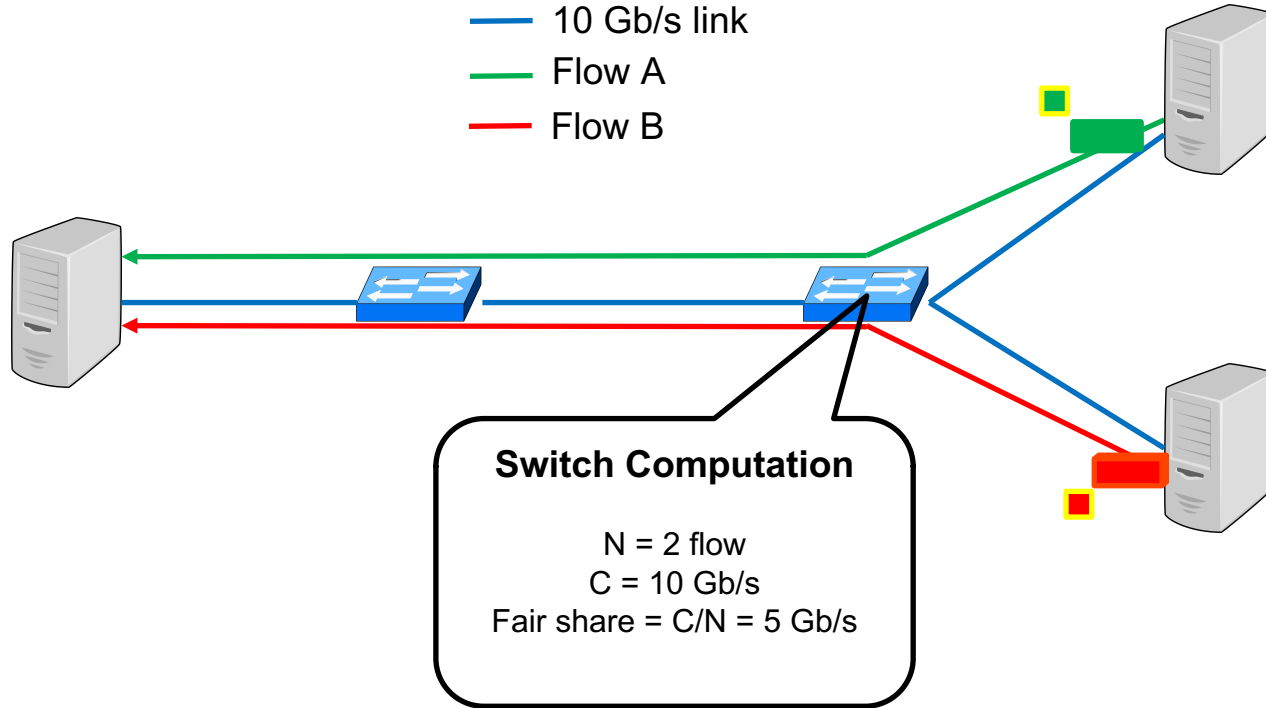 10 Gb/s link
Flow A
Flow B
Switch Computation
N = 2 flow
C = 10 Gb/s
Fair share = C/N = 5 Gb/s